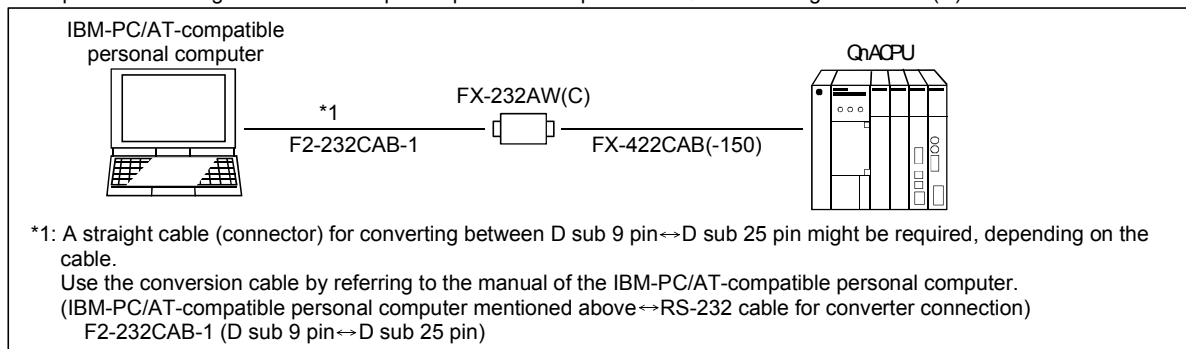 IBM-PC/AT-compatible
personal computer
QnACPU
*1
FX-232AW(C)
F2-232CAB-1
FX-422CAB(-150)
*1: A straight cable (connector) for converting between D sub 9 pin↔D sub 25 pin might be required, depending on the
cable.
Use the conversion cable by referring to the manual of the IBM-PC/AT-compatible personal computer.
(IBM-PC/AT-compatible personal computer mentioned above↔RS-232 cable for converter connection)
F2-232CAB-1 (D sub 9 pin↔D sub 25 pin)